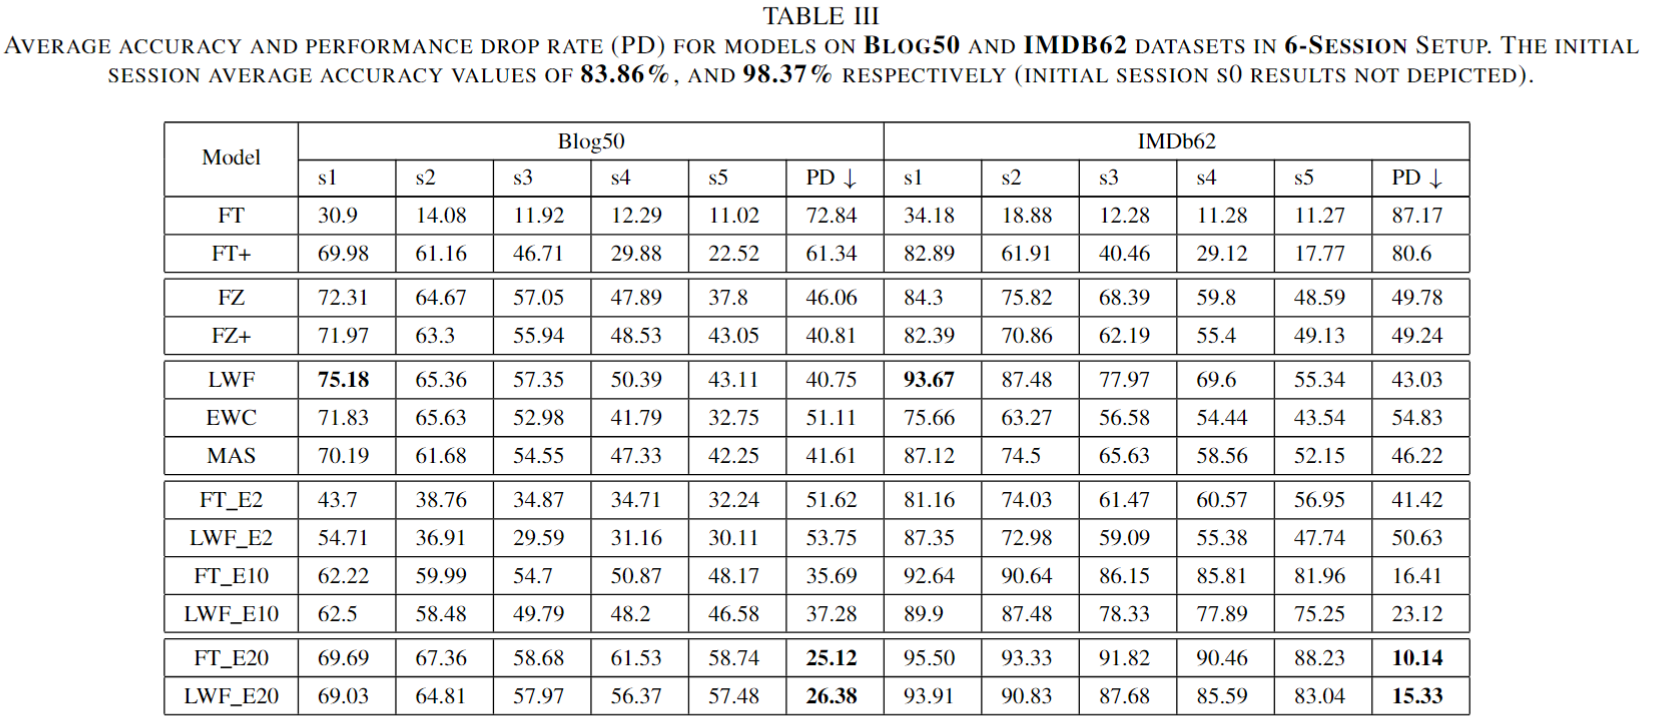 TABLE III
AVERAGE ACCURACY AND PERFORMANCE DROP RATE (PD) FOR MODELS ON BLOG50 AND IMDB62 DATASETS IN 6-SESSION SETUP. THE INITIAL
SESSION AVERAGE ACCURACY VALUES OF 83.86%, AND 98.37% RESPECTIVELY (INITIAL SESSION S0 RESULTS NOT DEPICTED).
Model Blog50 IMDb62
s1 s2 s3 s4 s5 PD ↓ s1 s2 s3 s4 s5 PD ↓
FT 30.9 14.08 11.92 12.29 11.02 72.84 34.18 18.88 12.28 11.28 11.27 87.17
FT+ 69.98 61.16 46.71 29.88 22.52 61.34 82.89 61.91 40.46 29.12 17.77 80.6
FZ 72.31 64.67 57.05 47.89 37.8 46.06 84.3 75.82 68.39 59.8 48.59 49.78
FZ+ 71.97 63.3 55.94 48.53 43.05 40.81 82.39 70.86 62.19 55.4 49.13 49.24
LWF 75.18 65.36 57.35 50.39 43.11 40.75 93.67 87.48 77.97 69.6 55.34 43.03
EWC 71.83 65.63 52.98 41.79 32.75 51.11 75.66 63.27 56.58 54.44 43.54 54.83
MAS 70.19 61.68 54.55 47.33 42.25 41.61 87.12 74.5 65.63 58.56 52.15 46.22
FT_E2 43.7 38.76 34.87 34.71 32.24 51.62 81.16 74.03 61.47 60.57 56.95 41.42
LWF_E2 54.71 36.91 29.59 31.16 30.11 53.75 87.35 72.98 59.09 55.38 47.74 50.63
FT_E10 62.22 59.99 54.7 50.87 48.17 35.69 92.64 90.64 86.15 85.81 81.96 16.41
LWF_E10 62.5 58.48 49.79 48.2 46.58 37.28 89.9 87.48 78.33 77.89 75.25 23.12
FT_E20 69.69 67.36 58.68 61.53 58.74 25.12 95.50 93.33 91.82 90.46 88.23 10.14
LWF_E20 69.03 64.81 57.97 56.37 57.48 26.38 93.91 90.83 87.68 85.59 83.04 15.33